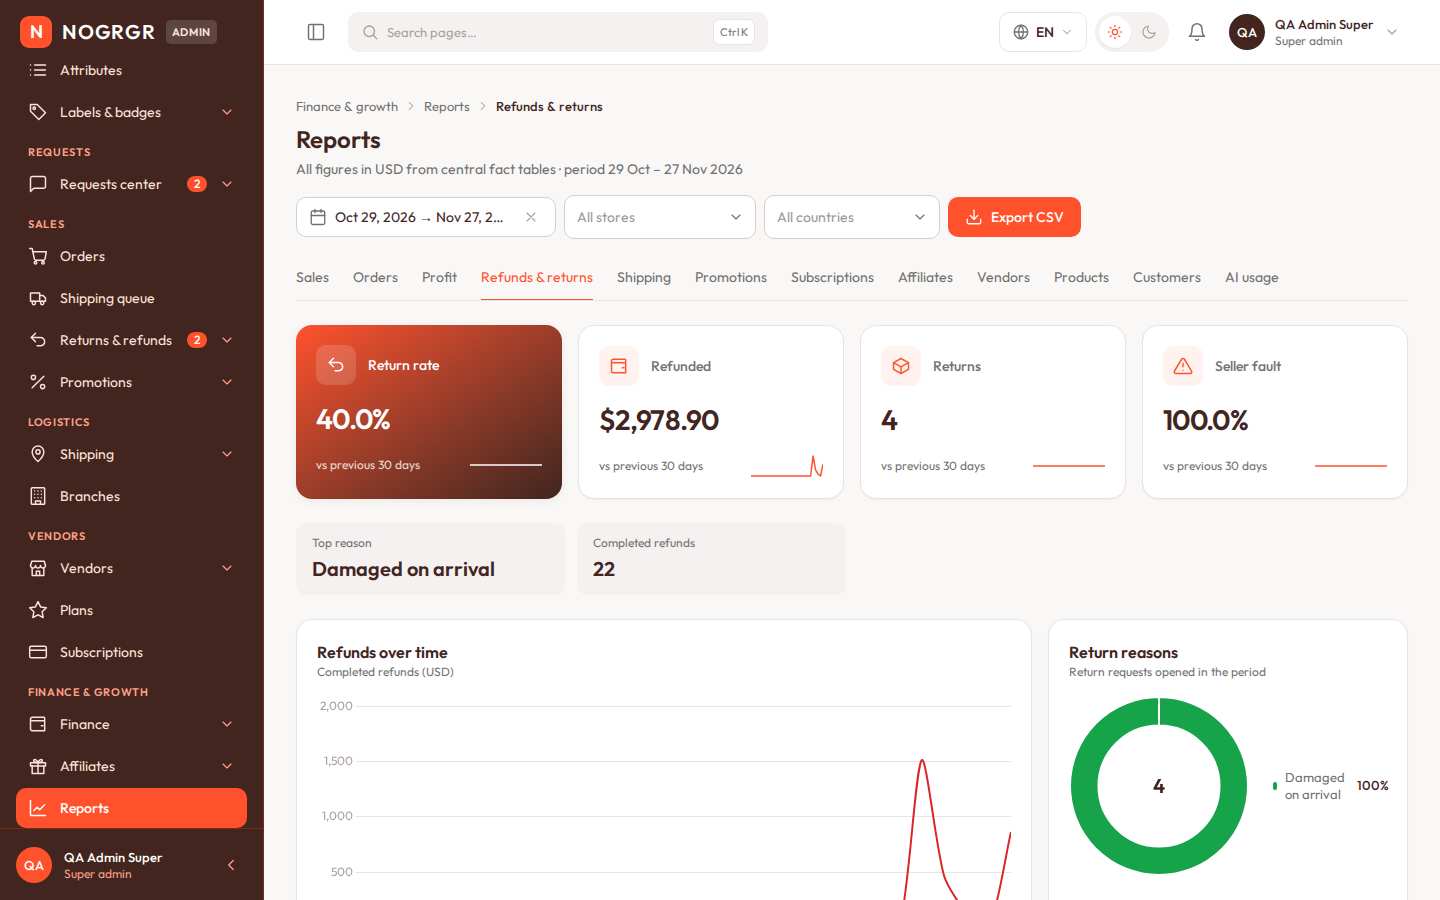 N NOGRGR ADMIN
Attributes
Labels & badges
REQUESTS
Requests center 2
SALES
Orders
Shipping queue
Returns & refunds 2
Promotions
LOGISTICS
Shipping
Branches
VENDORS
Vendors
Plans
Subscriptions
FINANCE & GROWTH
Finance
Affiliates
Reports
QA QA Admin Super
Super admin
Search pages... Ctrl K
EN
QA QA Admin Super
Super admin
Finance & growth > Reports > Refunds & returns
Reports
All figures in USD from central fact tables · period 29 Oct – 27 Nov 2026
Oct 29, 2026 → Nov 27, 2... All stores All countries Export CSV
Sales Orders Profit Refunds & returns Shipping Promotions Subscriptions Affiliates Vendors Products Customers AI usage
Return rate
40.0%
vs previous 30 days
Refunded
$2,978.90
vs previous 30 days
Returns
4
vs previous 30 days
Seller fault
100.0%
vs previous 30 days
Top reason
Damaged on arrival
Completed refunds
22
Refunds over time
Completed refunds (USD)
2,000
1,500
1,000
500
Return reasons
Return requests opened in the period
4
Damaged
on arrival
100%